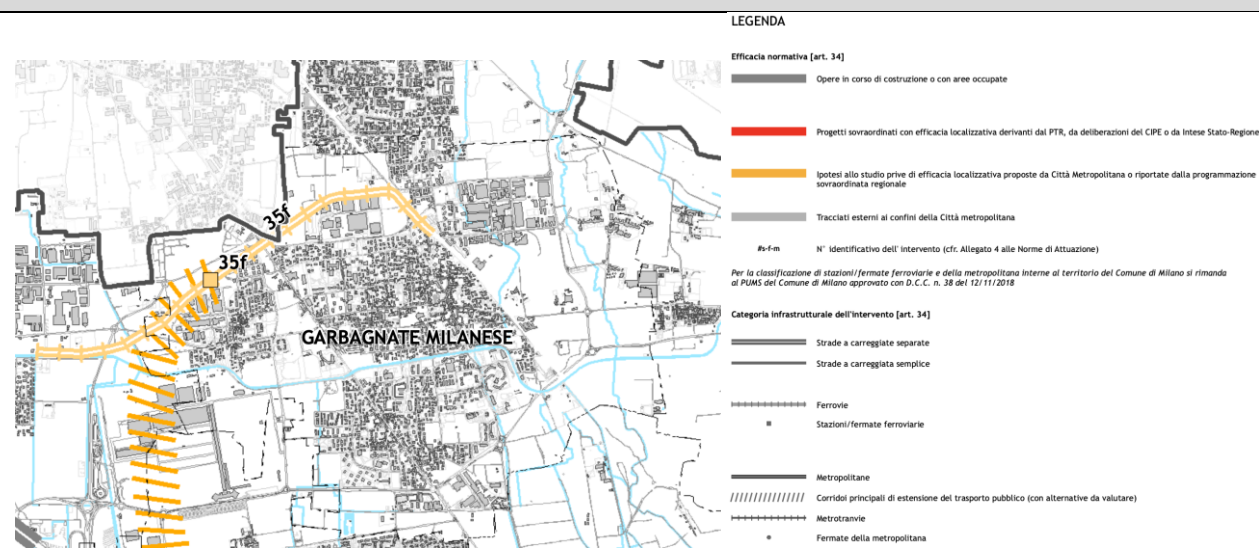 LEGENDA
Efficacia normativa [art. 34]
Opere in corso di costruzione o con aree occupate
Progetti sovraordinati con efficacia localizzativa derivanti dal PTR, da deliberazioni del CIPE o da Intese Stato-Regione
Ipotesi allo studio prive di efficacia localizzativa proposte da Città Metropolitana o riportate dalla programmazione
sovraordinata regionale
Tracciati esterni ai confini della Città metropolitana
#s-f-m N° identificativo dell' intervento (cfr. Allegato 4 alle Norme di Attuazione)
Per la classificazione di stazioni/fermate ferroviarie e della metropolitana interne al territorio del Comune di Milano si rimanda
al PUMS del Comune di Milano approvato con D.C.C. n. 38 del 12/11/2018
Categoria infrastrutturale dell'intervento [art. 34]
Strade a carreggiate separate
Strade a carreggiata semplice
Ferrovie
Stazioni/fermate ferroviarie
Metropolitane
Corridoi principali di estensione del trasporto pubblico (con alternative da valutare)
Metrotranvie
Fermate della metropolitana
35f
35f
GARBAGNATE MILANESE